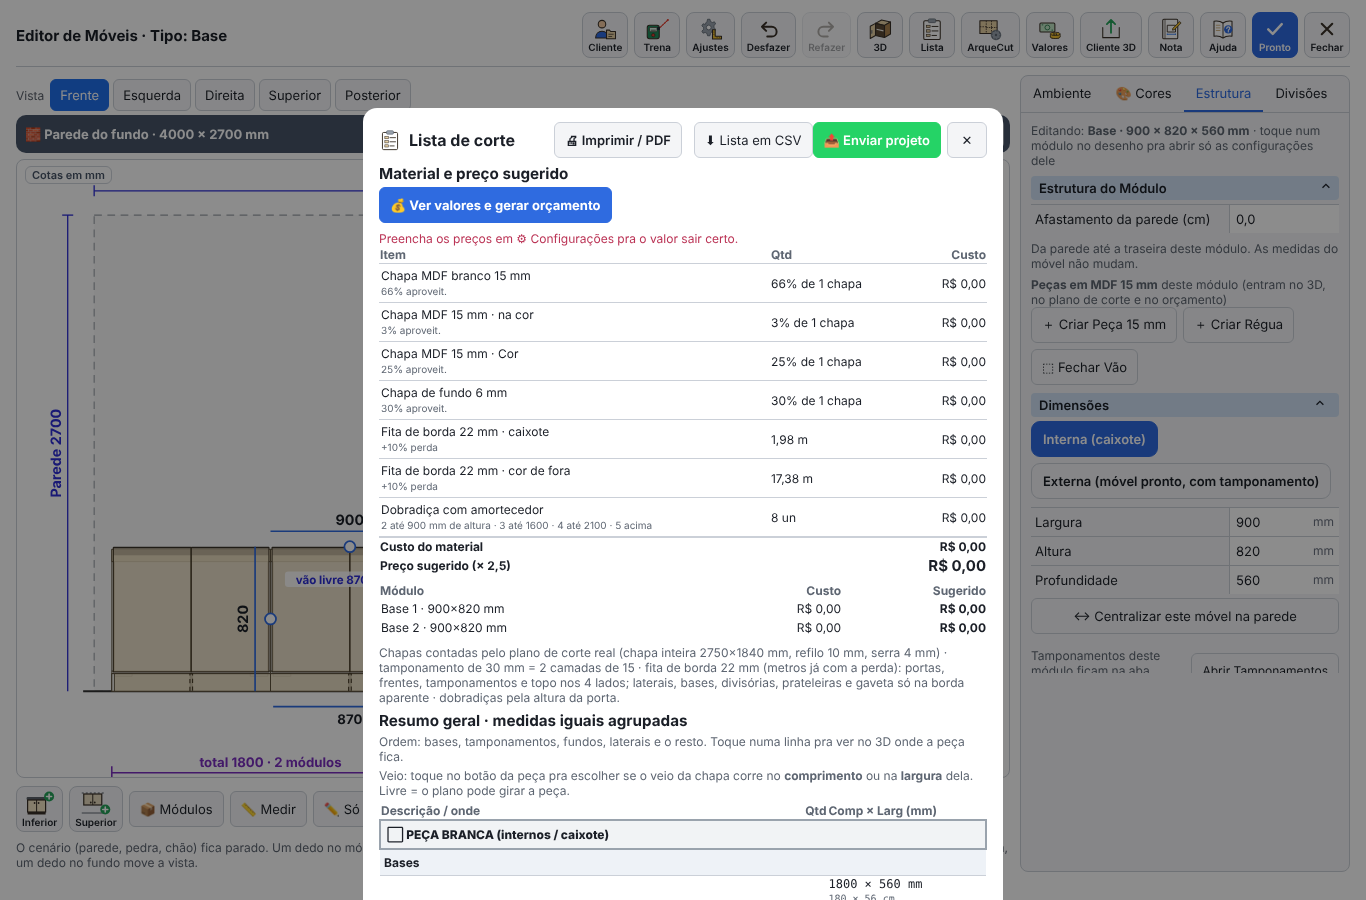 Editor de Móveis · Tipo: Base
Cliente
Trena
Ajustes
Desfazer
Refazer
3D
Lista
ArqueCut
Valores
Cliente 3D
Nota
Ajuda
Pronto
Fechar
Vista
Frente
Esquerda
Direita
Superior
Posterior
Parede do fundo · 4000 × 2700 mm
Cotas em mm
Parede 2700
900
vão livre 870
820
870
total 1800 · 2 módulos
Inferior
Superior
Módulos
Medir
Só
O cenário (parede, pedra, chão) fica parado. Um dedo no
um dedo no fundo move a vista.
Lista de corte
Imprimir / PDF
Lista em CSV
Enviar projeto
×
Material e preço sugerido
Ver valores e gerar orçamento
Preencha os preços em ⚙ Configurações pra o valor sair certo.
Item Qtd Custo
Chapa MDF branco 15 mm
66% aproveit.
66% de 1 chapa R$ 0,00
Chapa MDF 15 mm · na cor
3% aproveit.
3% de 1 chapa R$ 0,00
Chapa MDF 15 mm · Cor
25% aproveit.
25% de 1 chapa R$ 0,00
Chapa de fundo 6 mm
30% aproveit.
30% de 1 chapa R$ 0,00
Fita de borda 22 mm · caixote
+10% perda
1,98 m R$ 0,00
Fita de borda 22 mm · cor de fora
+10% perda
17,38 m R$ 0,00
Dobradiça com amortecedor
2 até 900 mm de altura · 3 até 1600 · 4 até 2100 · 5 acima
8 un R$ 0,00
Custo do material R$ 0,00
Preço sugerido (× 2,5) R$ 0,00
Módulo Custo Sugerido
Base 1 · 900×820 mm R$ 0,00 R$ 0,00
Base 2 · 900×820 mm R$ 0,00 R$ 0,00
Chapas contadas pelo plano de corte real (chapa inteira 2750×1840 mm, refilo 10 mm, serra 4 mm) ·
tamponamento de 30 mm = 2 camadas de 15 · fita de borda 22 mm (metros já com a perda): portas,
frentes, tamponamentos e topo nos 4 lados; laterais, bases, divisórias, prateleiras e gaveta só na borda
aparente · dobradiças pela altura da porta.
Resumo geral · medidas iguais agrupadas
Ordem: bases, tamponamentos, fundos, laterais e o resto. Toque numa linha pra ver no 3D onde a peça
fica.
Veio: toque no botão da peça pra escolher se o veio da chapa corre no comprimento ou na largura dela.
Livre = o plano pode girar a peça.
Descrição / onde Qtd Comp × Larg (mm)
PEÇA BRANCA (internos / caixote)
Bases
1800 × 560 mm
180 × 56 cm
Ambiente
Cores
Estrutura
Divisões
Editando: Base · 900 × 820 × 560 mm · toque num
módulo no desenho pra abrir só as configurações
dele
Estrutura do Módulo
Afastamento da parede (cm) 0,0
Da parede até a traseira deste módulo. As medidas do
móvel não mudam.
Peças em MDF 15 mm deste módulo (entram no 3D,
no plano de corte e no orçamento)
+ Criar Peça 15 mm
+ Criar Régua
Fechar Vão
Dimensões
Interna (caixote)
Externa (móvel pronto, com tamponamento)
Largura 900 mm
Altura 820 mm
Profundidade 560 mm
↔ Centralizar este móvel na parede
Tamponamentos deste
módulo ficam na aba
Abrir Tamponamentos